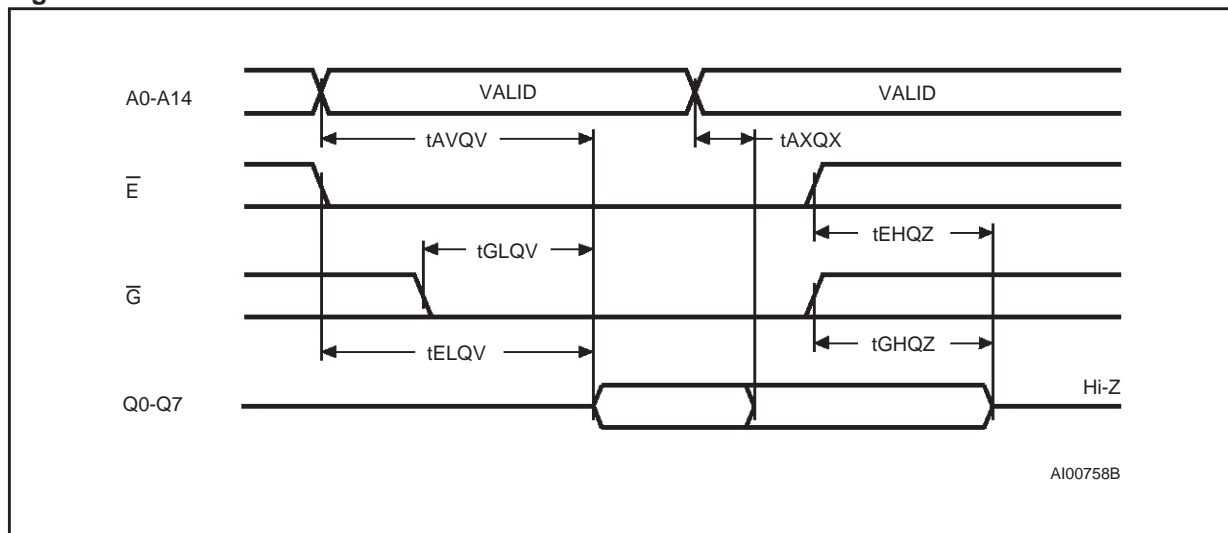 A0-A14
VALID
VALID
tAVQV
tAXQX
E̅
tGLQV
tEHQZ
G̅
tELQV
tGHQZ
Q0-Q7
Hi-Z
AI00758B